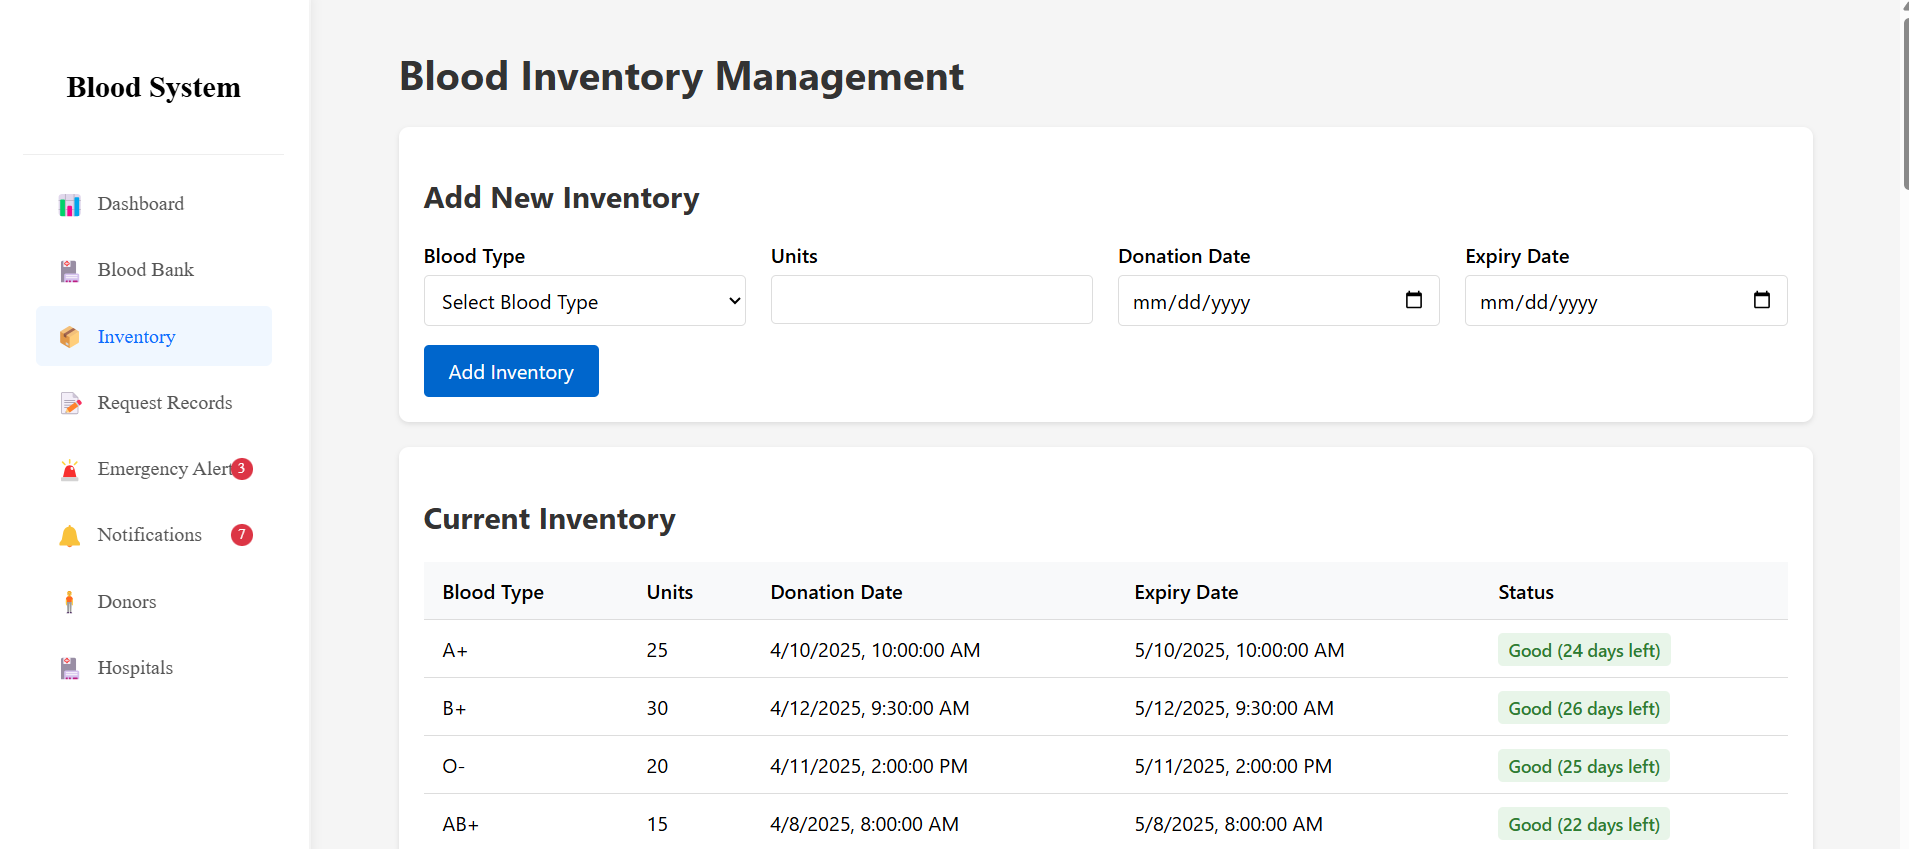 Blood System
Dashboard
Blood Bank
Inventory
Request Records
Emergency Alert 3
Notifications 7
Donors
Hospitals
Blood Inventory Management
Add New Inventory
Blood Type Units Donation Date Expiry Date
Select Blood Type mm/dd/yyyy mm/dd/yyyy
Add Inventory
Current Inventory
Blood Type Units Donation Date Expiry Date Status
A+ 25 4/10/2025, 10:00:00 AM 5/10/2025, 10:00:00 AM Good (24 days left)
B+ 30 4/12/2025, 9:30:00 AM 5/12/2025, 9:30:00 AM Good (26 days left)
O- 20 4/11/2025, 2:00:00 PM 5/11/2025, 2:00:00 PM Good (25 days left)
AB+ 15 4/8/2025, 8:00:00 AM 5/8/2025, 8:00:00 AM Good (22 days left)